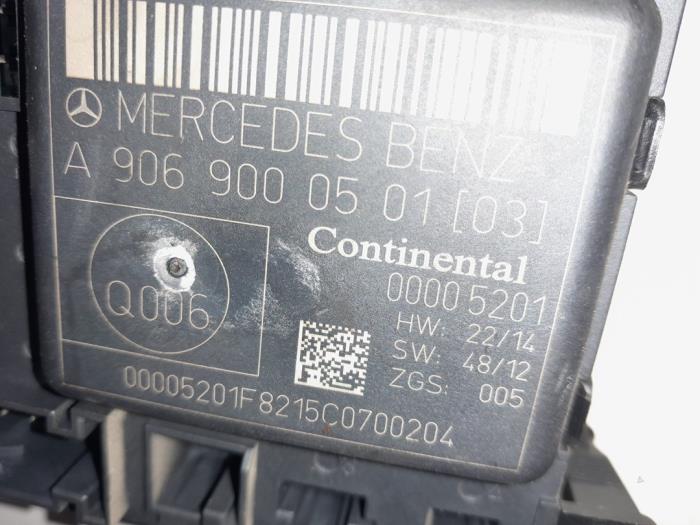 MERCEDES BENZ
A 906 900 05 01 [03]
Continental
Q006
00005201
HW: 22/14
SW: 48/12
ZGS: 005
00005201F8215C0700204